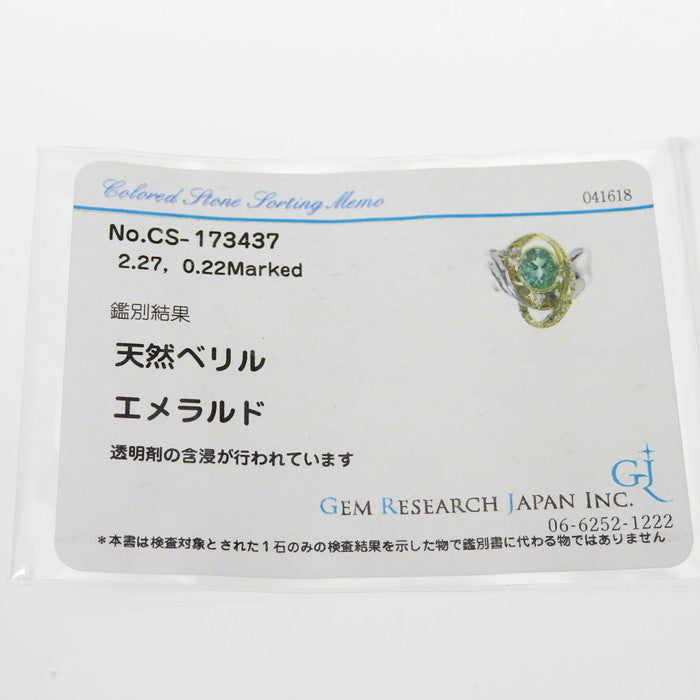 Colored Stone Sorting Memo
041618
No.CS-173437
2.27, 0.22Marked
鑑別結果
天然ベリル
エメラルド
透明剤の含浸が行われています
GJ
GEM RESEARCH JAPAN INC.
06-6252-1222
*本書は検査対象とされた1石のみの検査結果を示した物で鑑別書に代わる物ではありません